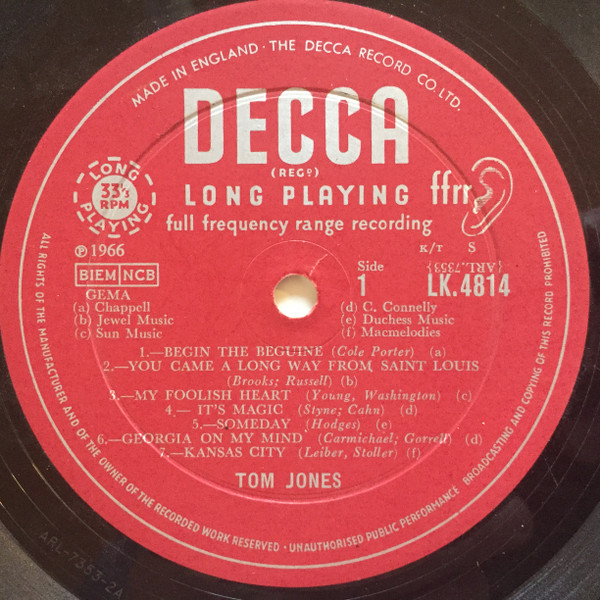 MADE IN ENGLAND · THE DECCA RECORD CO. LTD.
DECCA
(REGD)
LONG PLAYING ffrr
full frequency range recording
LONG
33⅓
RPM
PLAYING
K/T S
℗ 1966
(ARL.7353)
BIEM NCB
GEMA
Side
1
LK.4814
(a) Chappell
(b) Jewel Music
(c) Sun Music
(d) C. Connelly
(e) Duchess Music
(f) Macmelodies
1.—BEGIN THE BEGUINE (Cole Porter) (a)
2.—YOU CAME A LONG WAY FROM SAINT LOUIS
(Brooks; Russell) (b)
3.—MY FOOLISH HEART (Young, Washington) (c)
4.— IT'S MAGIC (Styne; Cahn) (d)
5.—SOMEDAY (Hodges) (e)
6.—GEORGIA ON MY MIND (Carmichael; Gorrell) (d)
7.—KANSAS CITY (Leiber, Stoller) (f)
TOM JONES
ALL RIGHTS OF THE MANUFACTURER AND OF THE OWNER OF THE RECORDED WORK RESERVED · UNAUTHORISED PUBLIC PERFORMANCE BROADCASTING AND COPYING OF THIS RECORD PROHIBITED
ARL-7353-2A